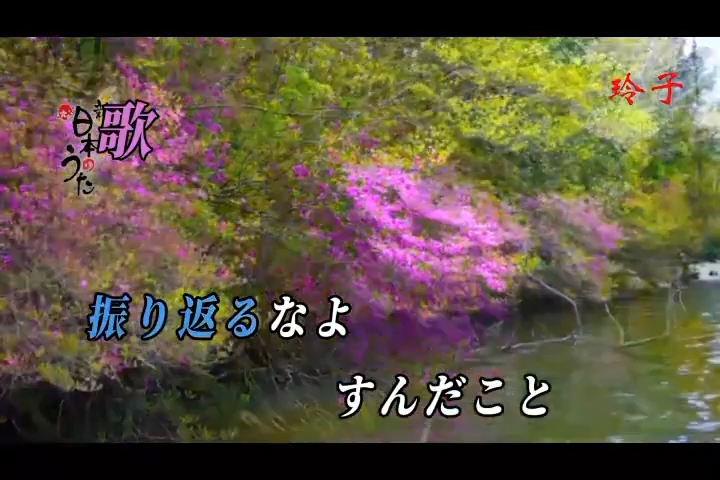 玲子
歌
日本の
うた
振り返るなよ
すんだこと